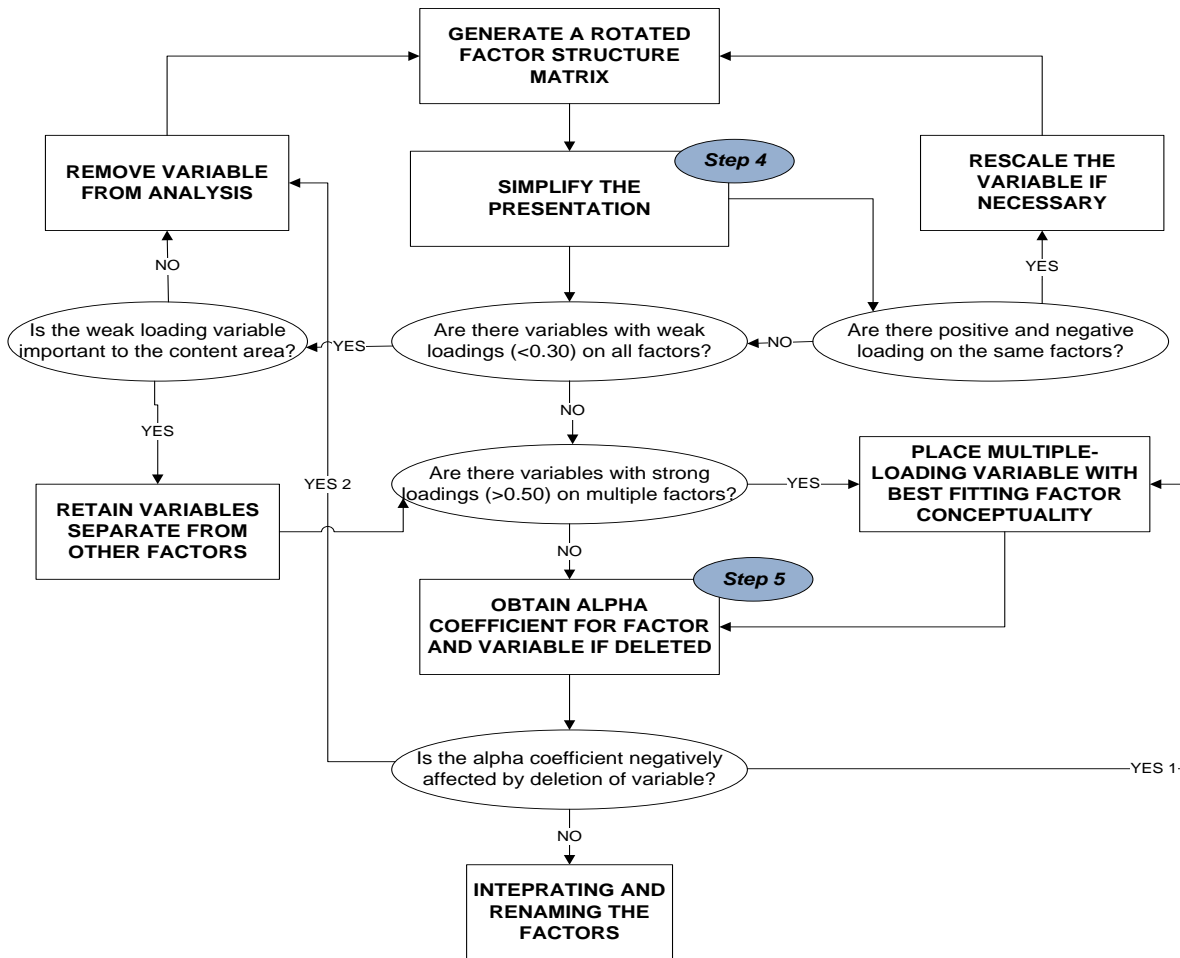 GENERATE A ROTATED
FACTOR STRUCTURE
MATRIX
REMOVE VARIABLE
FROM ANALYSIS
Step 4
SIMPLIFY THE
PRESENTATION
RESCALE THE
VARIABLE IF
NECESSARY
NO
YES
Is the weak loading variable
important to the content area?
YES
Are there variables with weak
loadings (<0.30) on all factors?
NO
Are there positive and negative
loading on the same factors?
YES
NO
RETAIN VARIABLES
SEPARATE FROM
OTHER FACTORS
YES 2
Are there variables with strong
loadings (>0.50) on multiple factors?
YES
PLACE MULTIPLE-
LOADING VARIABLE WITH
BEST FITTING FACTOR
CONCEPTUALITY
NO
Step 5
OBTAIN ALPHA
COEFFICIENT FOR FACTOR
AND VARIABLE IF DELETED
Is the alpha coefficient negatively
affected by deletion of variable?
YES 1
NO
INTEPRATING AND
RENAMING THE
FACTORS